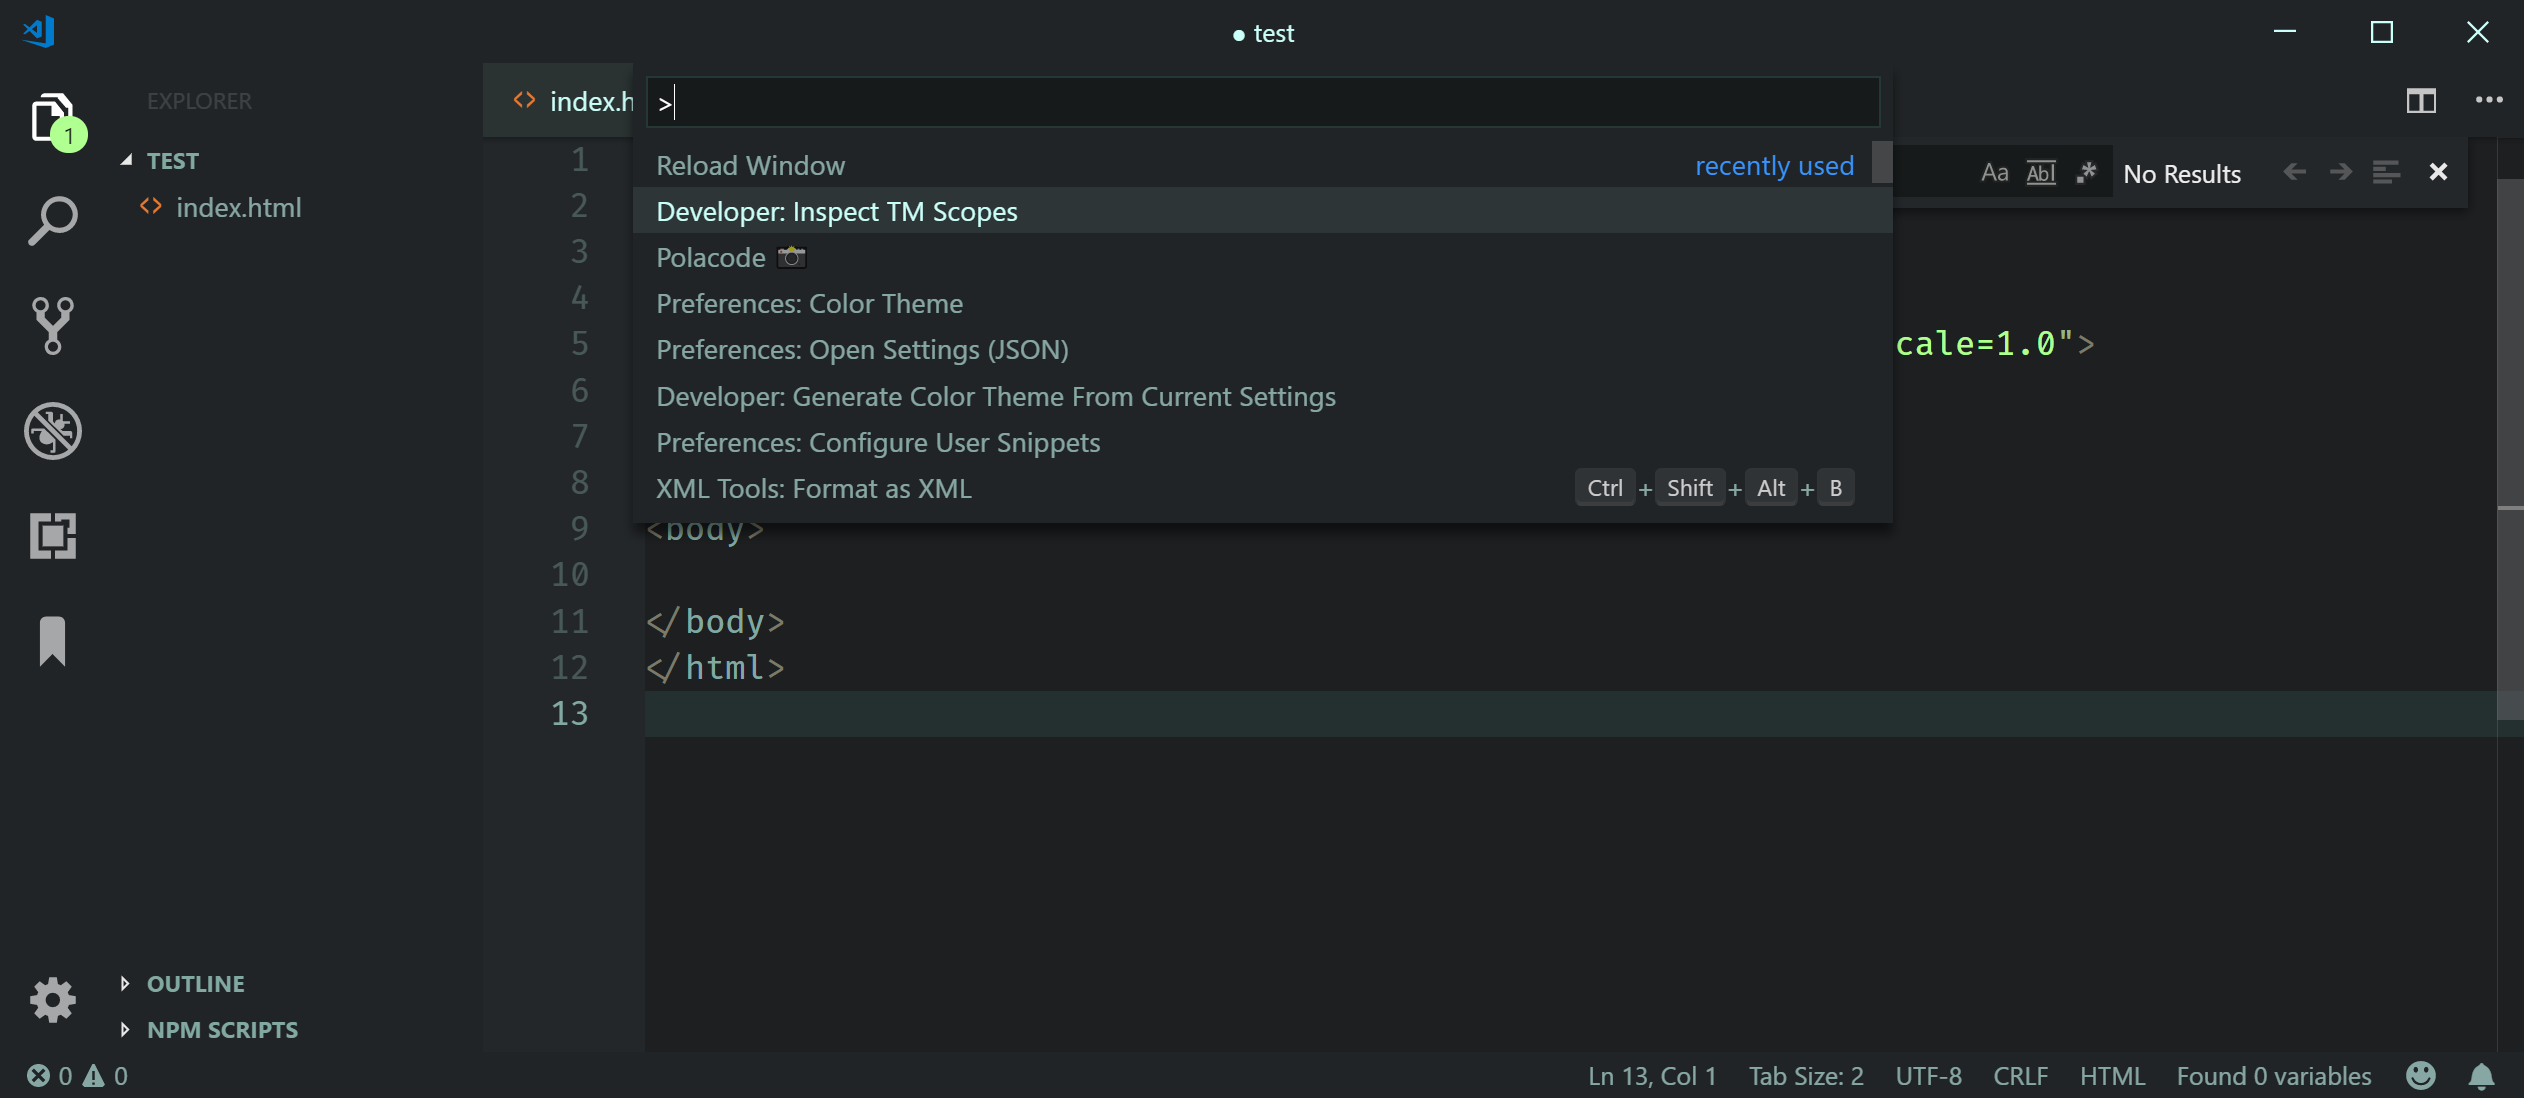 ● test
EXPLORER
1
TEST
index.html
index.h
>
Reload Window recently used
Developer: Inspect TM Scopes
Polacode 📷
Preferences: Color Theme
Preferences: Open Settings (JSON)
Developer: Generate Color Theme From Current Settings
Preferences: Configure User Snippets
XML Tools: Format as XML Ctrl + Shift + Alt + B
Aa Abl .* No Results
1
2
3
4
5 cale=1.0">
6
7
8
9 <body>
10
11 </body>
12 </html>
13
OUTLINE
NPM SCRIPTS
0 0 Ln 13, Col 1 Tab Size: 2 UTF-8 CRLF HTML Found 0 variables